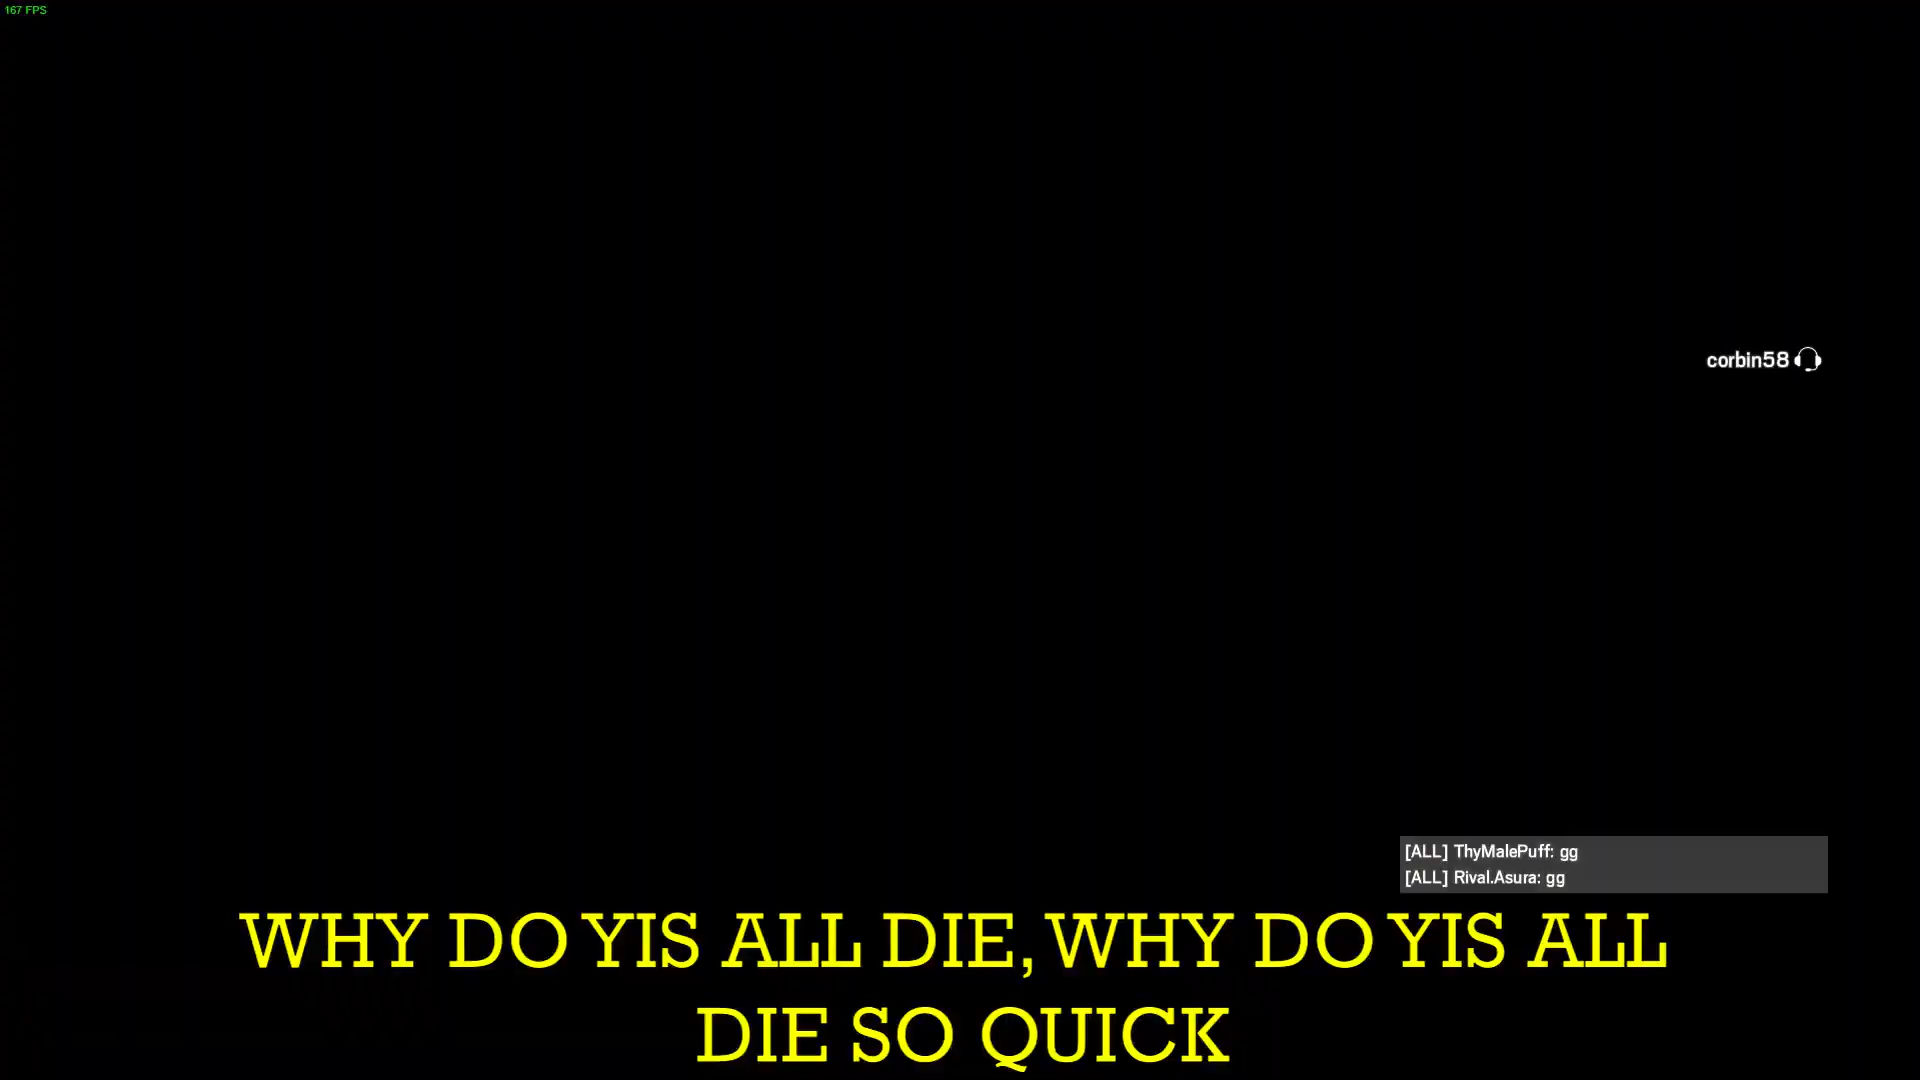 167 FPS
corbin58
[ALL] ThyMalePuff: gg
[ALL] Rival.Asura: gg
WHY DO YIS ALL DIE, WHY DO YIS ALL
DIE SO QUICK